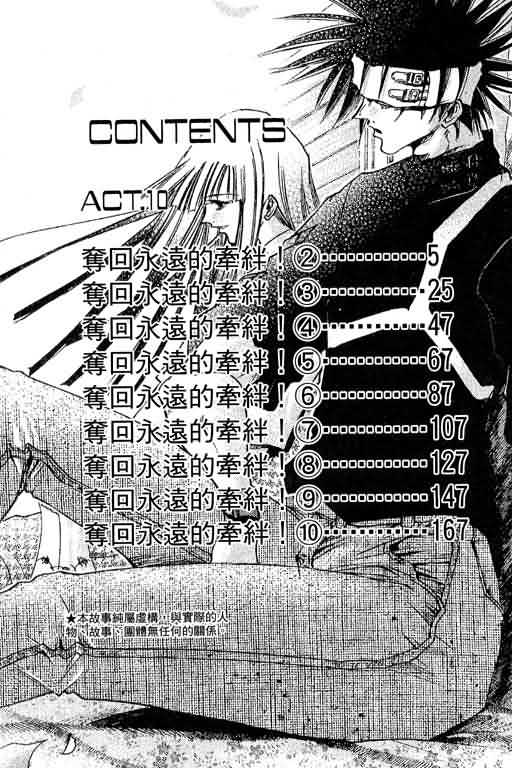 CONTENTS
ACT.10
奪回永遠的牽絆！②…………5
奪回永遠的牽絆！③…………25
奪回永遠的牽絆！④…………47
奪回永遠的牽絆！⑤…………67
奪回永遠的牽絆！⑥…………87
奪回永遠的牽絆！⑦…………107
奪回永遠的牽絆！⑧…………127
奪回永遠的牽絆！⑨…………147
奪回永遠的牽絆！⑩…………167
★本故事純屬虛構，與實際的人
物、故事、團體無任何的關係。